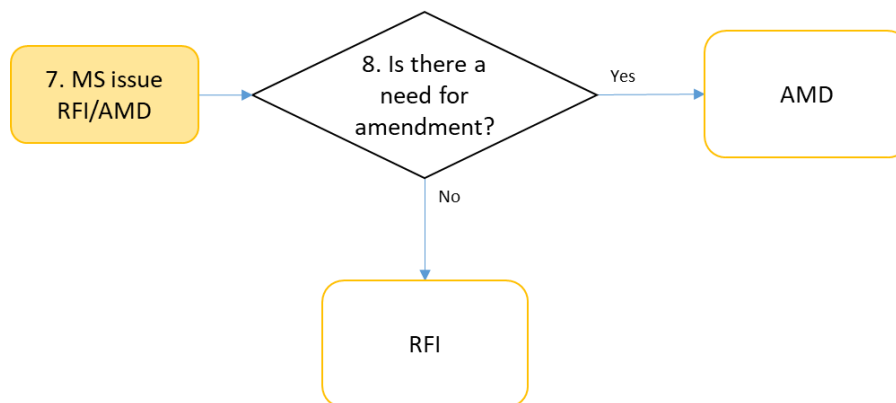 7. MS issue
RFI/AMD
8. Is there a
need for
amendment?
Yes
AMD
No
RFI